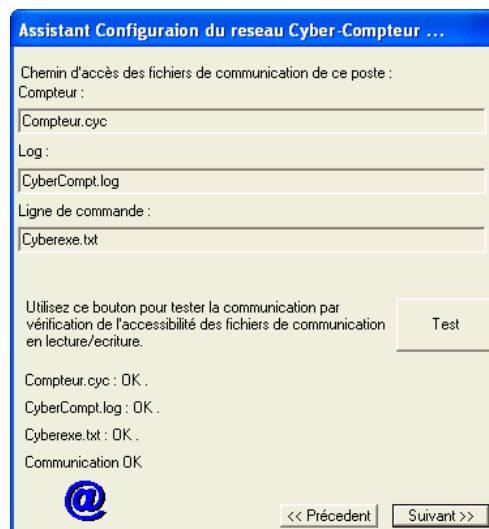 Assistant Configuraion du reseau Cyber-Compteur ...
Chemin d'accès des fichiers de communication de ce poste :
Compteur :
Compteur.cyc
Log :
CyberCompt.log
Ligne de commande :
Cyberexe.txt
Utilisez ce bouton pour tester la communication par
vérification de l'accessibilité des fichiers de communication
en lecture/ecriture.
Test
Compteur.cyc : OK .
CyberCompt.log : OK .
Cyberexe.txt : OK .
Communication OK
@
<< Précedent
Suivant >>